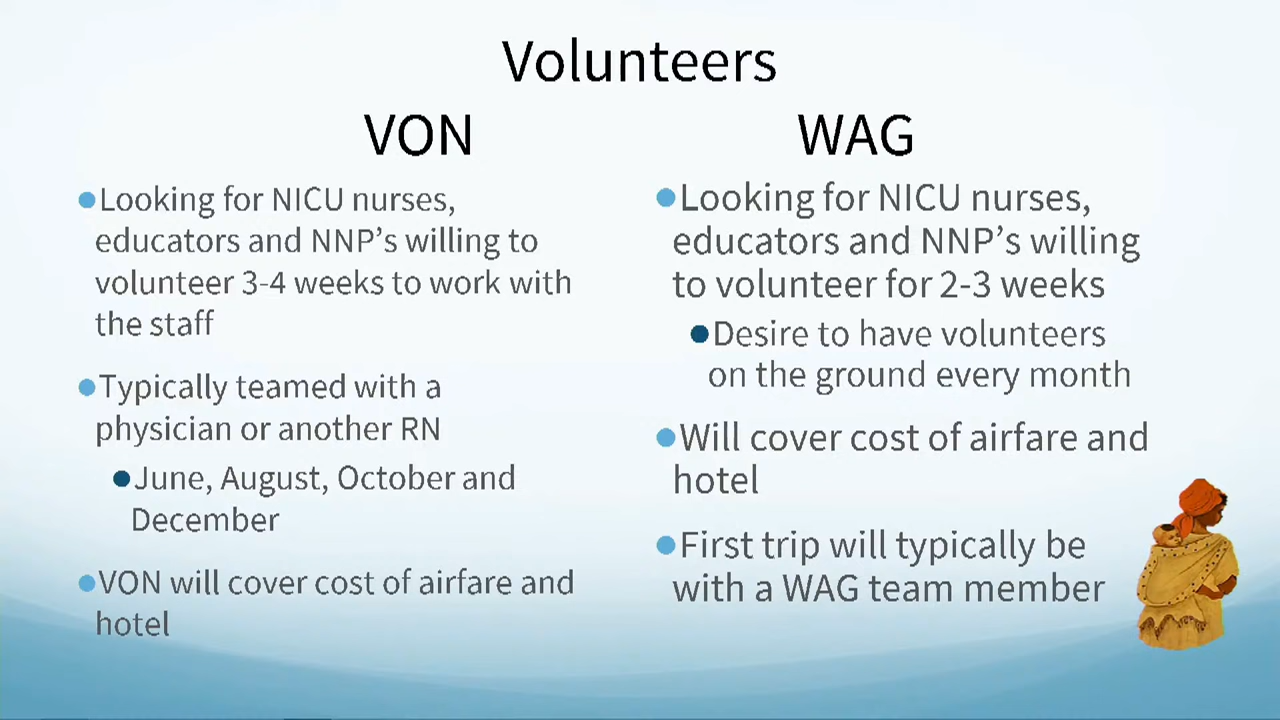 Volunteers
VON
●Looking for NICU nurses,
educators and NNP’s willing to
volunteer 3-4 weeks to work with
the staff
●Typically teamed with a
physician or another RN
●June, August, October and
December
●VON will cover cost of airfare and
hotel
WAG
●Looking for NICU nurses,
educators and NNP’s willing
to volunteer for 2-3 weeks
●Desire to have volunteers
on the ground every month
●Will cover cost of airfare and
hotel
●First trip will typically be
with a WAG team member